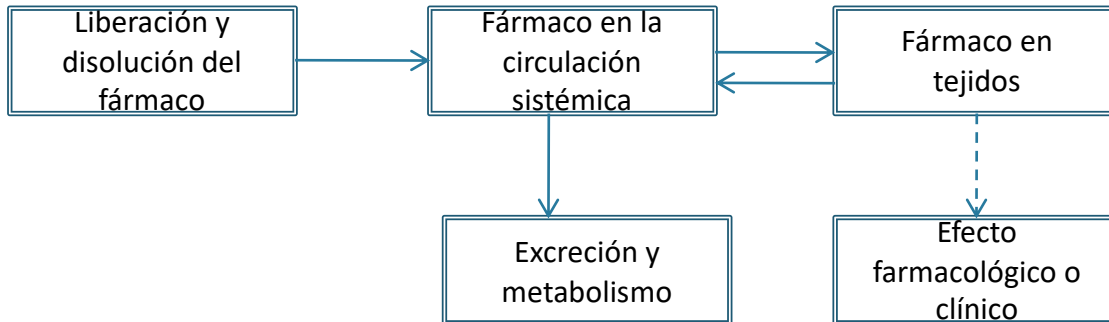 Liberación y
disolución del
fármaco
Fármaco en la
circulación
sistémica
Fármaco en
tejidos
Excreción y
metabolismo
Efecto
farmacológico o
clínico